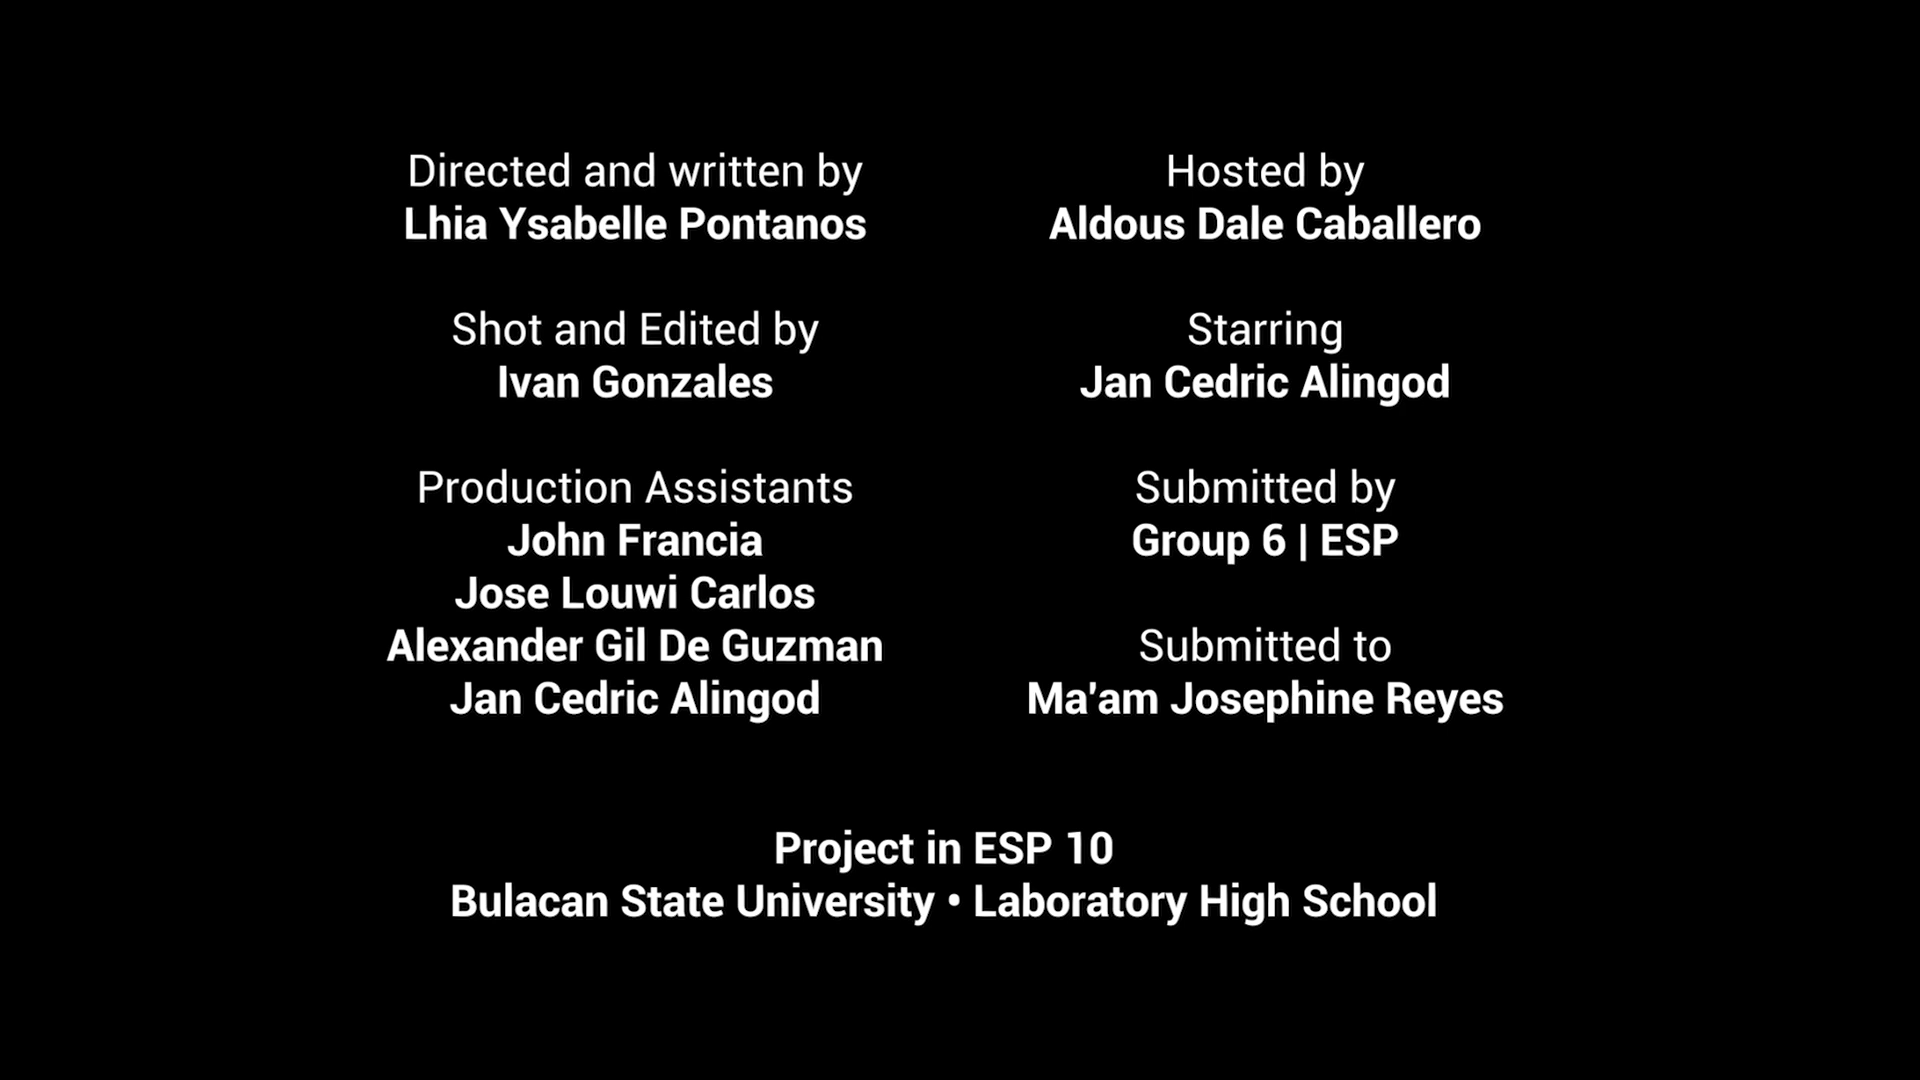 Directed and written by
Lhia Ysabelle Pontanos
Shot and Edited by
Ivan Gonzales
Production Assistants
John Francia
Jose Louwi Carlos
Alexander Gil De Guzman
Jan Cedric Alingod
Hosted by
Aldous Dale Caballero
Starring
Jan Cedric Alingod
Submitted by
Group 6 | ESP
Submitted to
Ma'am Josephine Reyes
Project in ESP 10
Bulacan State University • Laboratory High School